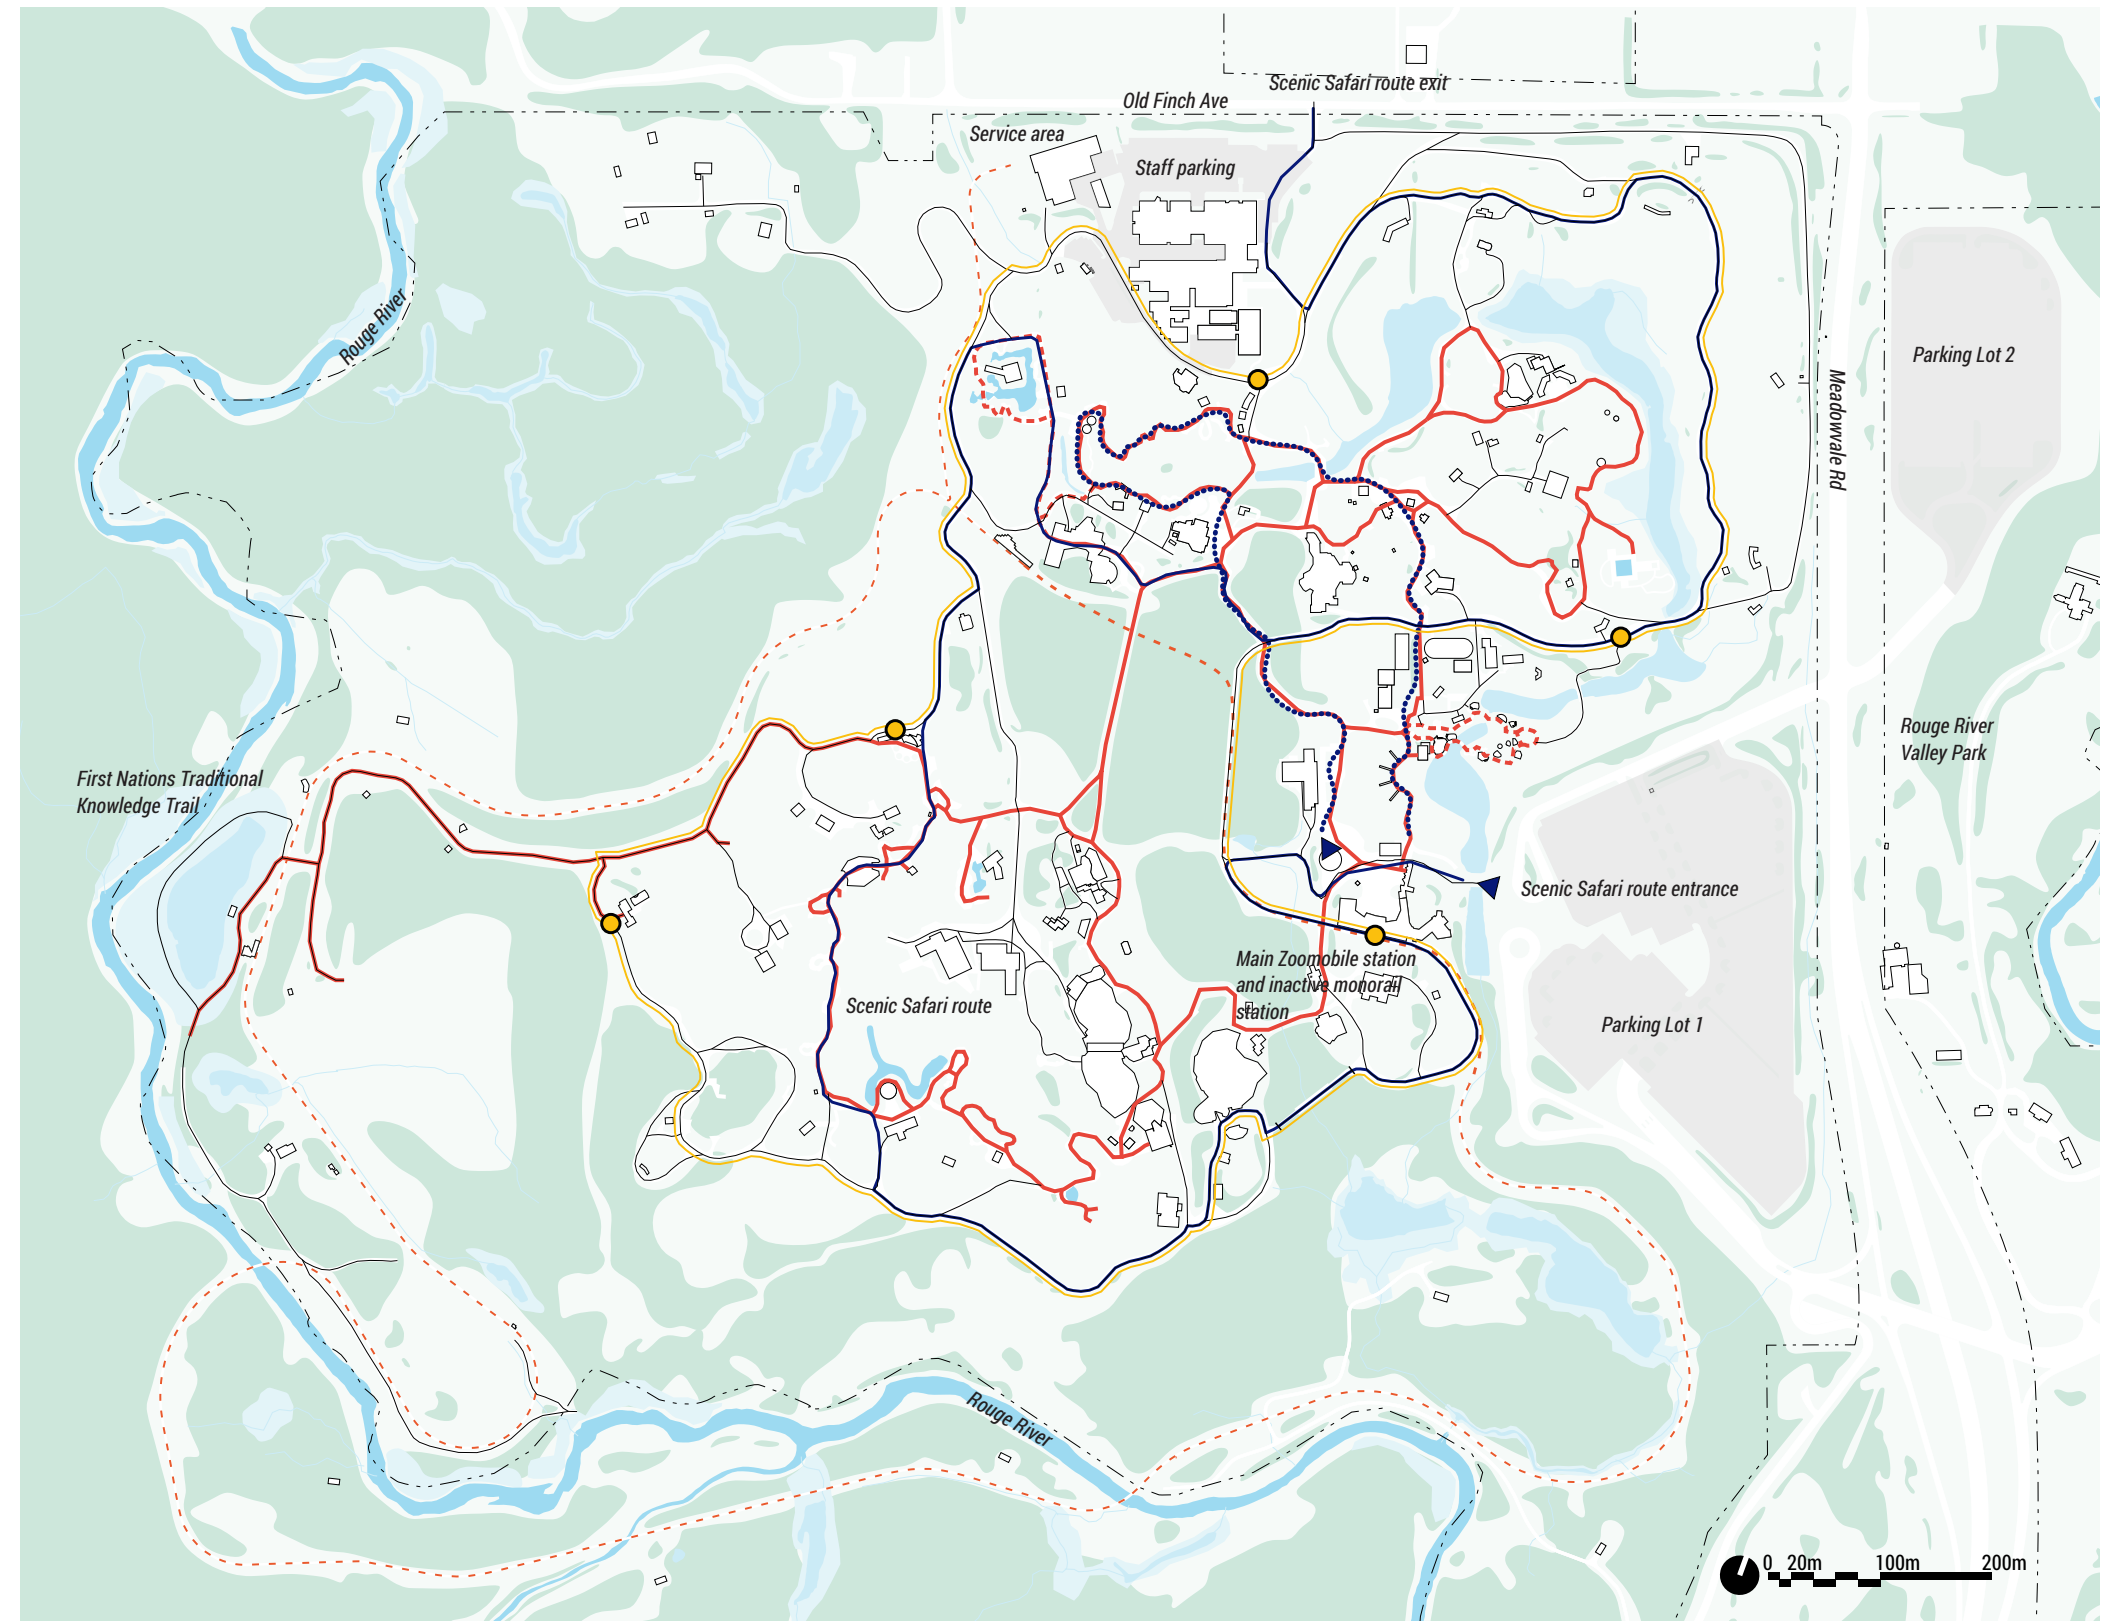 Scenic Safari route exit
Old Finch Ave
Service area
Staff parking
Rouge River
Parking Lot 2
Meadowvale Rd
Rouge River
Valley Park
First Nations Traditional
Knowledge Trail
Scenic Safari route entrance
Main Zoomobile station
and inactive monorail
station
Scenic Safari route
Parking Lot 1
Rouge River
0 20m 100m 200m